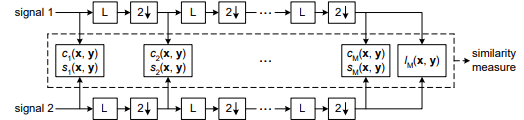 signal 1 L 2↓ L 2↓ ... L 2↓
c₁(x, y) c₂(x, y) ... c_M(x, y) l_M(x, y) similarity
s₁(x, y) s₂(x, y) s_M(x, y) measure
signal 2 L 2↓ L 2↓ ... L 2↓